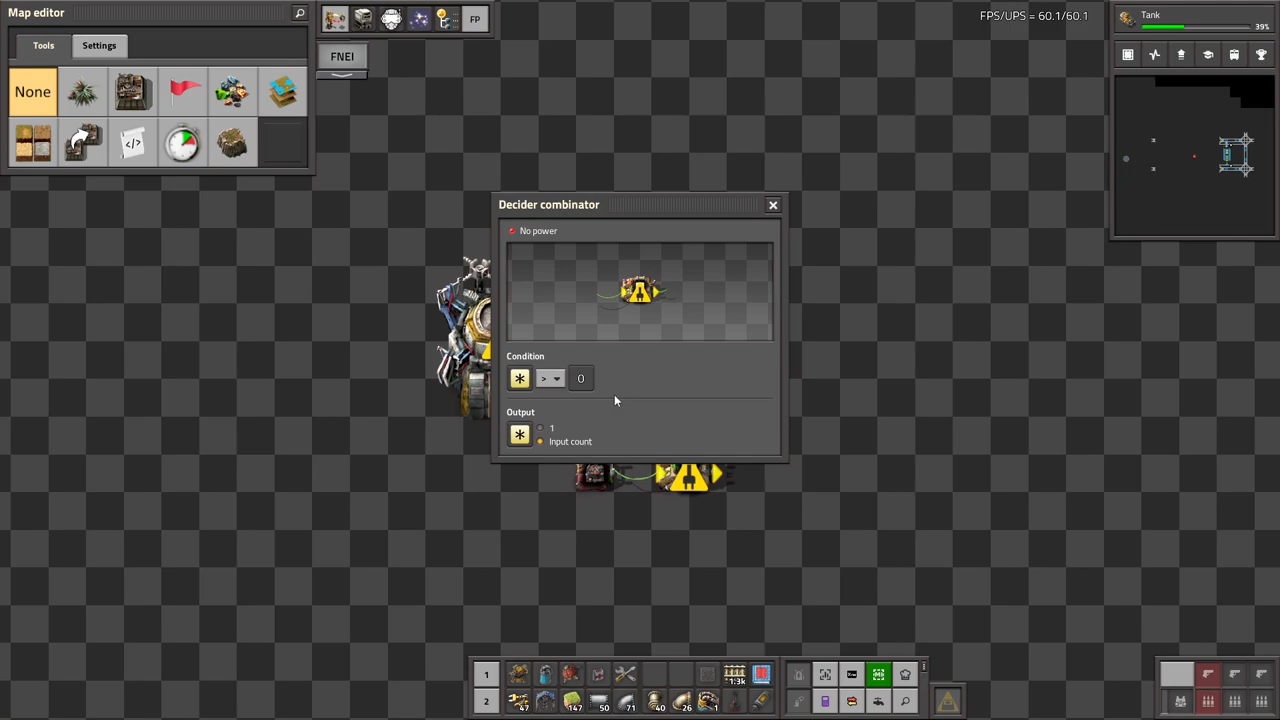 Map editor
Tools
Settings
None
</>
FP
FNEI
FPS/UPS = 60.1/60.1
Tank
39%
Decider combinator
No power
Condition
* > 0
Output
* 1
Input count
1
1.3k
2
47
147
50
71
40
26
1